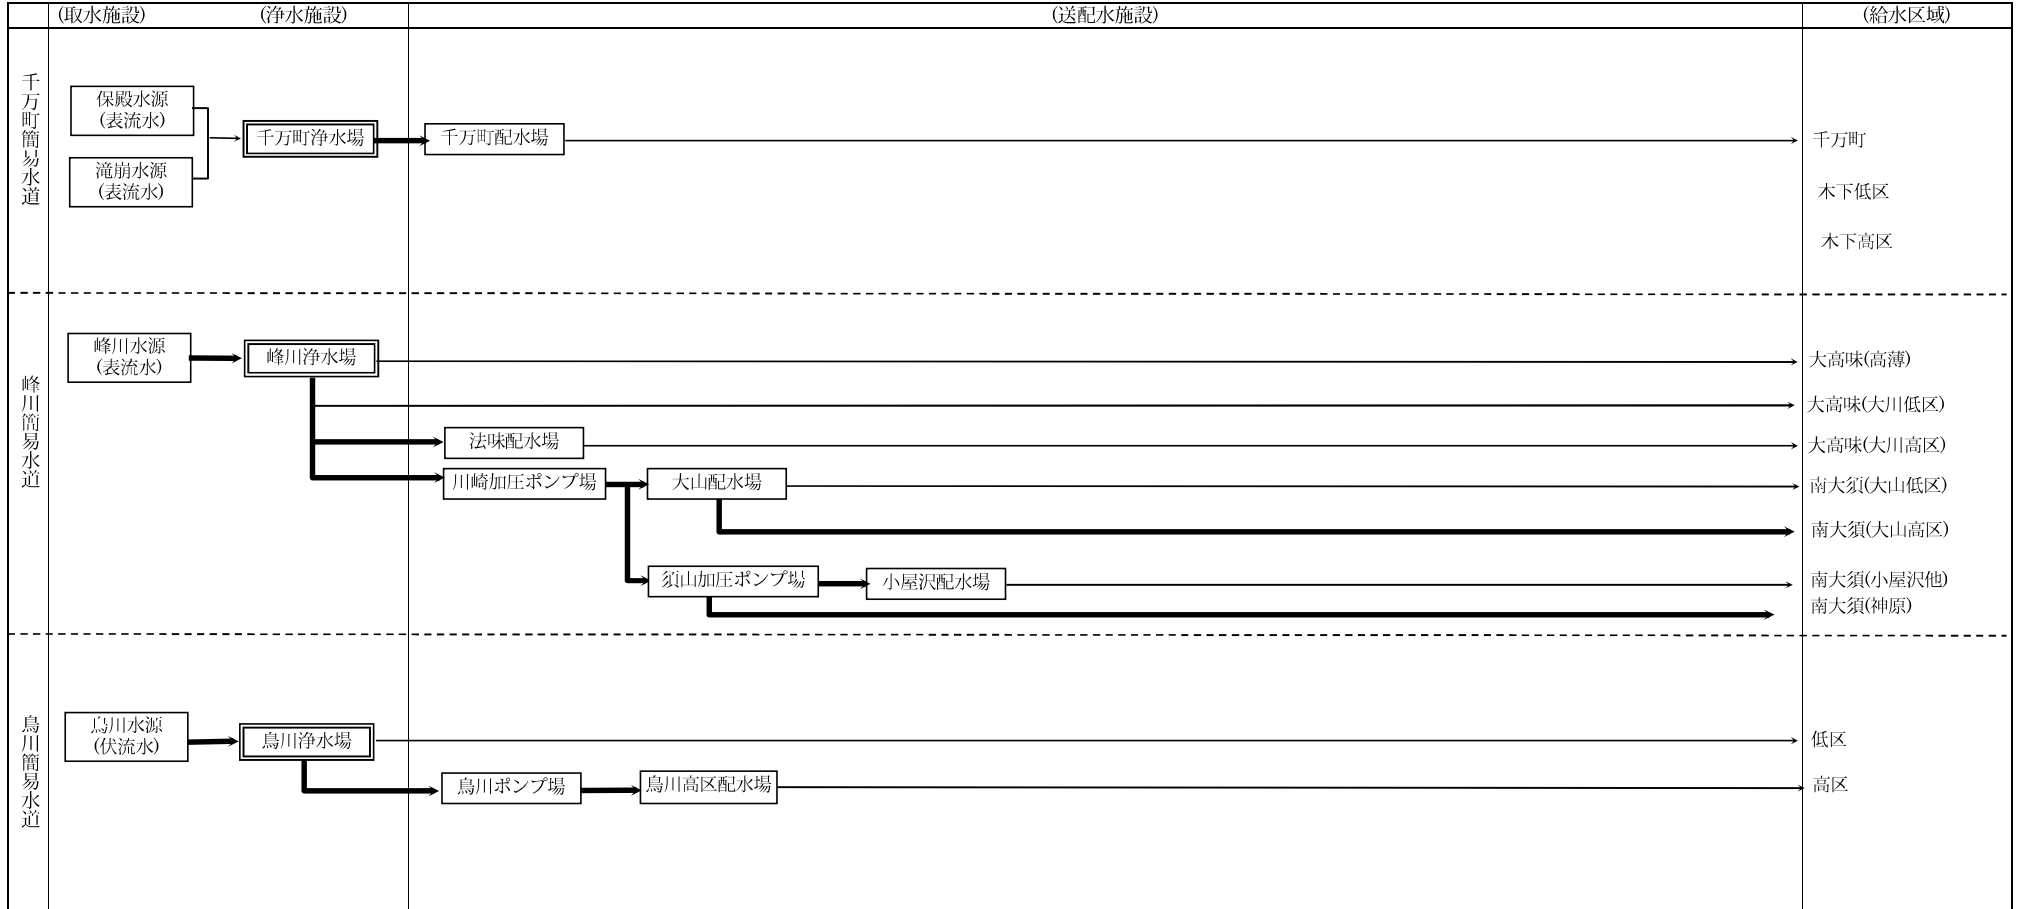 (取水施設)
(浄水施設)
(送配水施設)
(給水区域)
千万町簡易水道
保殿水源
(表流水)
滝崩水源
(表流水)
千万町浄水場
千万町配水場
千万町
木下低区
木下高区
峰川簡易水道
峰川水源
(表流水)
峰川浄水場
大高味(高薄)
大高味(大川低区)
法味配水場
大高味(大川高区)
川崎加圧ポンプ場
大山配水場
南大須(大山低区)
南大須(大山高区)
須山加圧ポンプ場
小屋沢配水場
南大須(小屋沢他)
南大須(神原)
鳥川簡易水道
鳥川水源
(伏流水)
鳥川浄水場
低区
鳥川ポンプ場
鳥川高区配水場
高区